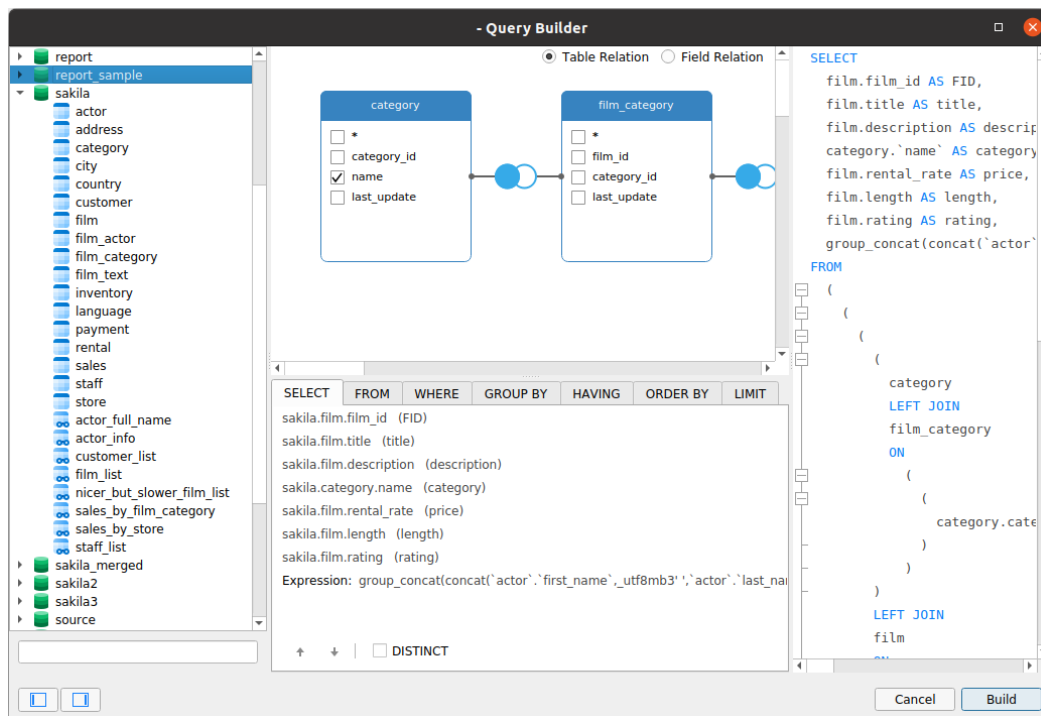 - Query Builder
report
report_sample
sakila
actor
address
category
city
country
customer
film
film_actor
film_category
film_text
inventory
language
payment
rental
sales
staff
store
actor_full_name
actor_info
customer_list
film_list
nicer_but_slower_film_list
sales_by_film_category
sales_by_store
staff_list
sakila_merged
sakila2
sakila3
source
Table Relation Field Relation
category
*
category_id
name
last_update
film_category
*
film_id
category_id
last_update
SELECT FROM WHERE GROUP BY HAVING ORDER BY LIMIT
sakila.film.film_id (FID)
sakila.film.title (title)
sakila.film.description (description)
sakila.category.name (category)
sakila.film.rental_rate (price)
sakila.film.length (length)
sakila.film.rating (rating)
Expression: group_concat(concat(`actor`.`first_name`,_utf8mb3' ',`actor`.`last_na
DISTINCT
SELECT
film.film_id AS FID,
film.title AS title,
film.description AS descrip
category.`name` AS category
film.rental_rate AS price,
film.length AS length,
film.rating AS rating,
group_concat(concat(`actor`
FROM
(
(
(
(
category
LEFT JOIN
film_category
ON
(
(
category.cate
)
)
)
LEFT JOIN
film
ON
Cancel Build